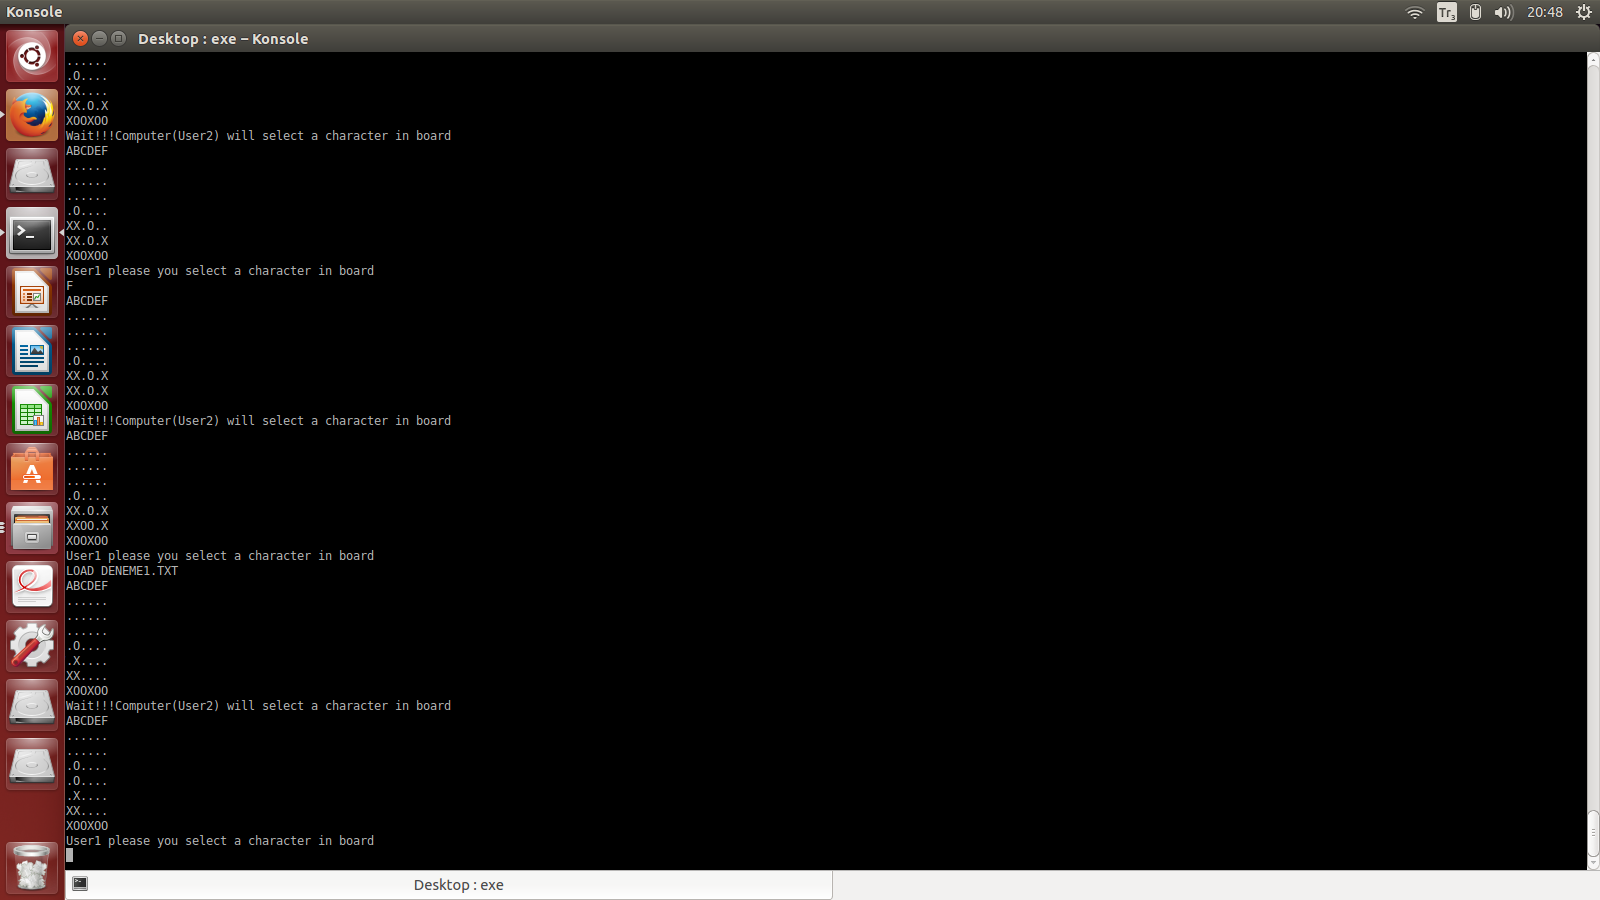 Konsole
Tr3
20:48
Desktop : exe – Konsole
......
.O....
XX....
XX.O.X
XOOXOO
Wait!!!Computer(User2) will select a character in board
ABCDEF
......
......
......
.O....
XX.O..
XX.O.X
XOOXOO
User1 please you select a character in board
F
ABCDEF
......
......
......
.O....
XX.O.X
XX.O.X
XOOXOO
Wait!!!Computer(User2) will select a character in board
ABCDEF
......
......
......
.O....
XX.O.X
XXOO.X
XOOXOO
User1 please you select a character in board
LOAD DENEME1.TXT
ABCDEF
......
......
......
.O....
.X....
XX....
XOOXOO
Wait!!!Computer(User2) will select a character in board
ABCDEF
......
......
.O....
.O....
.X....
XX....
XOOXOO
User1 please you select a character in board
Desktop : exe